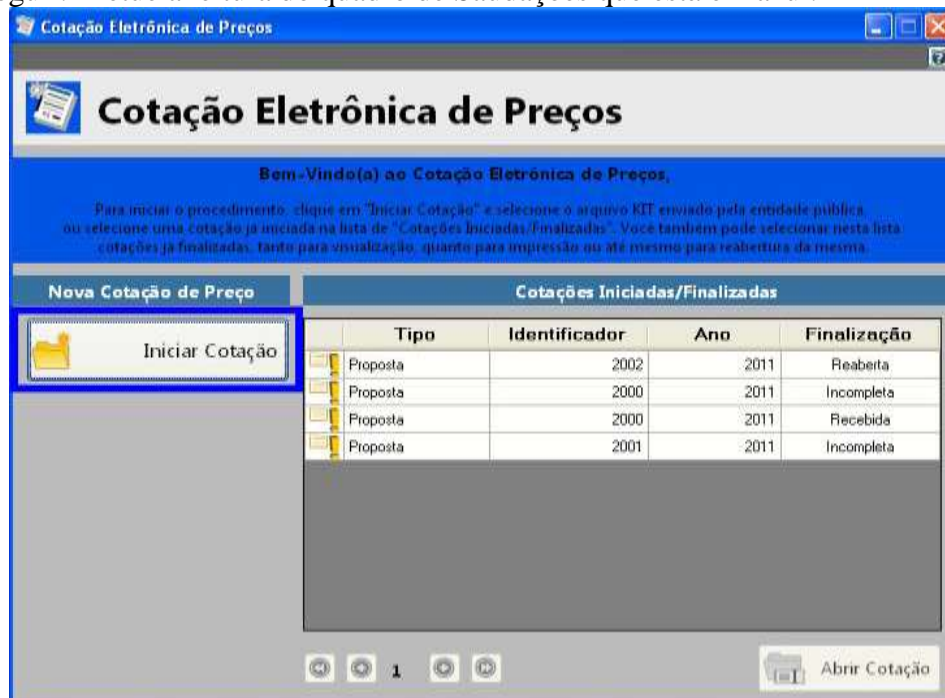 Cotação Eletrônica de Preços
Cotação Eletrônica de Preços
Bem-Vindo(a) ao Cotação Eletrônica de Preços,
Para iniciar o procedimento, clique em "Iniciar Cotação" e selecione o arquivo KIT enviado pela entidade pública,
ou selecione uma cotação já iniciada na lista de "Cotações Iniciadas/Finalizadas". Você também pode selecionar nesta lista
cotações já finalizadas, tanto para visualização, quanto para impressão ou até mesmo para reabertura da mesma.
Nova Cotação de Preço
Cotações Iniciadas/Finalizadas
Iniciar Cotação
Tipo Identificador Ano Finalização
Proposta 2002 2011 Reaberta
Proposta 2000 2011 Incompleta
Proposta 2000 2011 Recebida
Proposta 2001 2011 Incompleta
1
Abrir Cotação